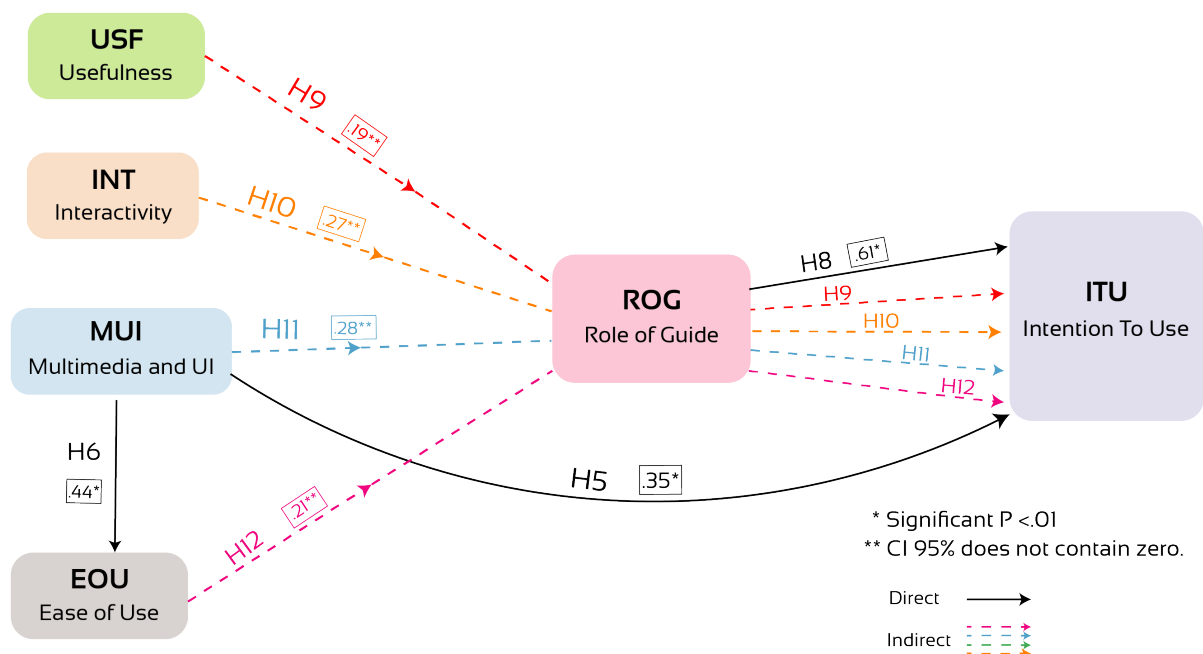 USF
Usefulness
H9
.19**
INT
Interactivity
H10
.27**
MUI
Multimedia and UI
H11
.28**
H6
.44*
EOU
Ease of Use
H12
.21**
ROG
Role of Guide
H8 .61*
H9
H10
H11
H12
H5 .35*
ITU
Intention To Use
* Significant P <.01
** CI 95% does not contain zero.
Direct
Indirect